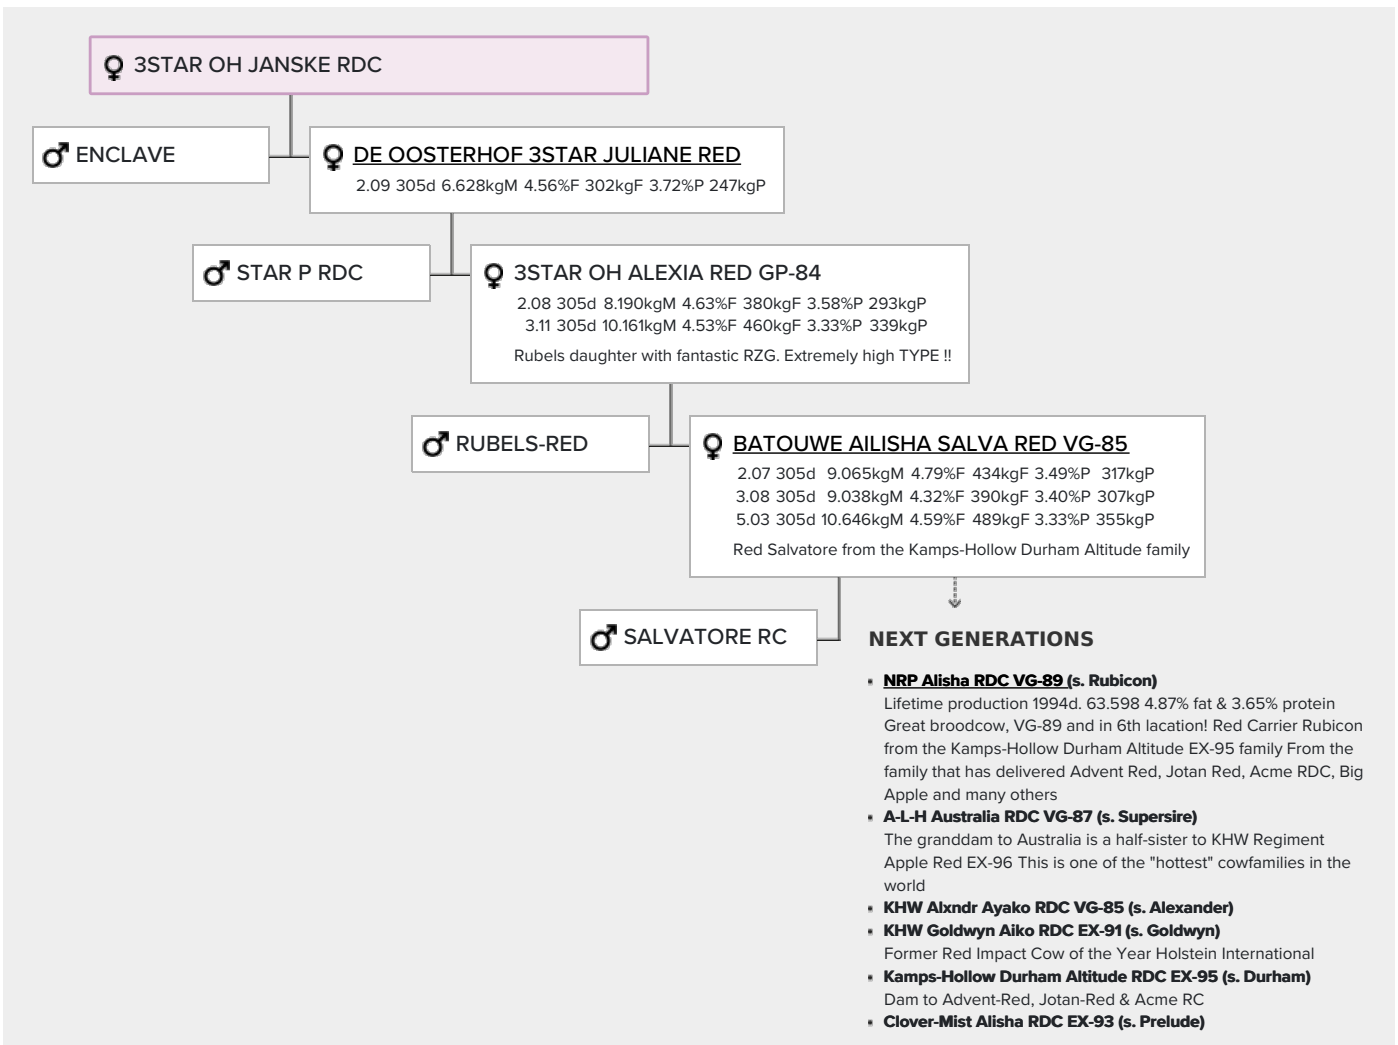 3STAR OH JANSKE RDC
ENCLAVE
DE OOSTERHOF 3STAR JULIANE RED
2.09 305d 6.628kgM 4.56%F 302kgF 3.72%P 247kgP
STAR P RDC
3STAR OH ALEXIA RED GP-84
2.08 305d 8.190kgM 4.63%F 380kgF 3.58%P 293kgP
3.11 305d 10.161kgM 4.53%F 460kgF 3.33%P 339kgP
Rubels daughter with fantastic RZG. Extremely high TYPE !!
RUBELS-RED
BATOUWE AILISHA SALVA RED VG-85
2.07 305d 9.065kgM 4.79%F 434kgF 3.49%P 317kgP
3.08 305d 9.038kgM 4.32%F 390kgF 3.40%P 307kgP
5.03 305d 10.646kgM 4.59%F 489kgF 3.33%P 355kgP
Red Salvatore from the Kamps-Hollow Durham Altitude family
SALVATORE RC
NEXT GENERATIONS
NRP Alisha RDC VG-89 (s. Rubicon)
Lifetime production 1994d. 63.598 4.87% fat & 3.65% protein
Great broodcow, VG-89 and in 6th lacation! Red Carrier Rubicon
from the Kamps-Hollow Durham Altitude EX-95 family From the
family that has delivered Advent Red, Jotan Red, Acme RDC, Big
Apple and many others
A-L-H Australia RDC VG-87 (s. Supersire)
The granddam to Australia is a half-sister to KHW Regiment
Apple Red EX-96 This is one of the "hottest" cowfamilies in the
world
KHW Alxndr Ayako RDC VG-85 (s. Alexander)
KHW Goldwyn Aiko RDC EX-91 (s. Goldwyn)
Former Red Impact Cow of the Year Holstein International
Kamps-Hollow Durham Altitude RDC EX-95 (s. Durham)
Dam to Advent-Red, Jotan-Red & Acme RC
Clover-Mist Alisha RDC EX-93 (s. Prelude)